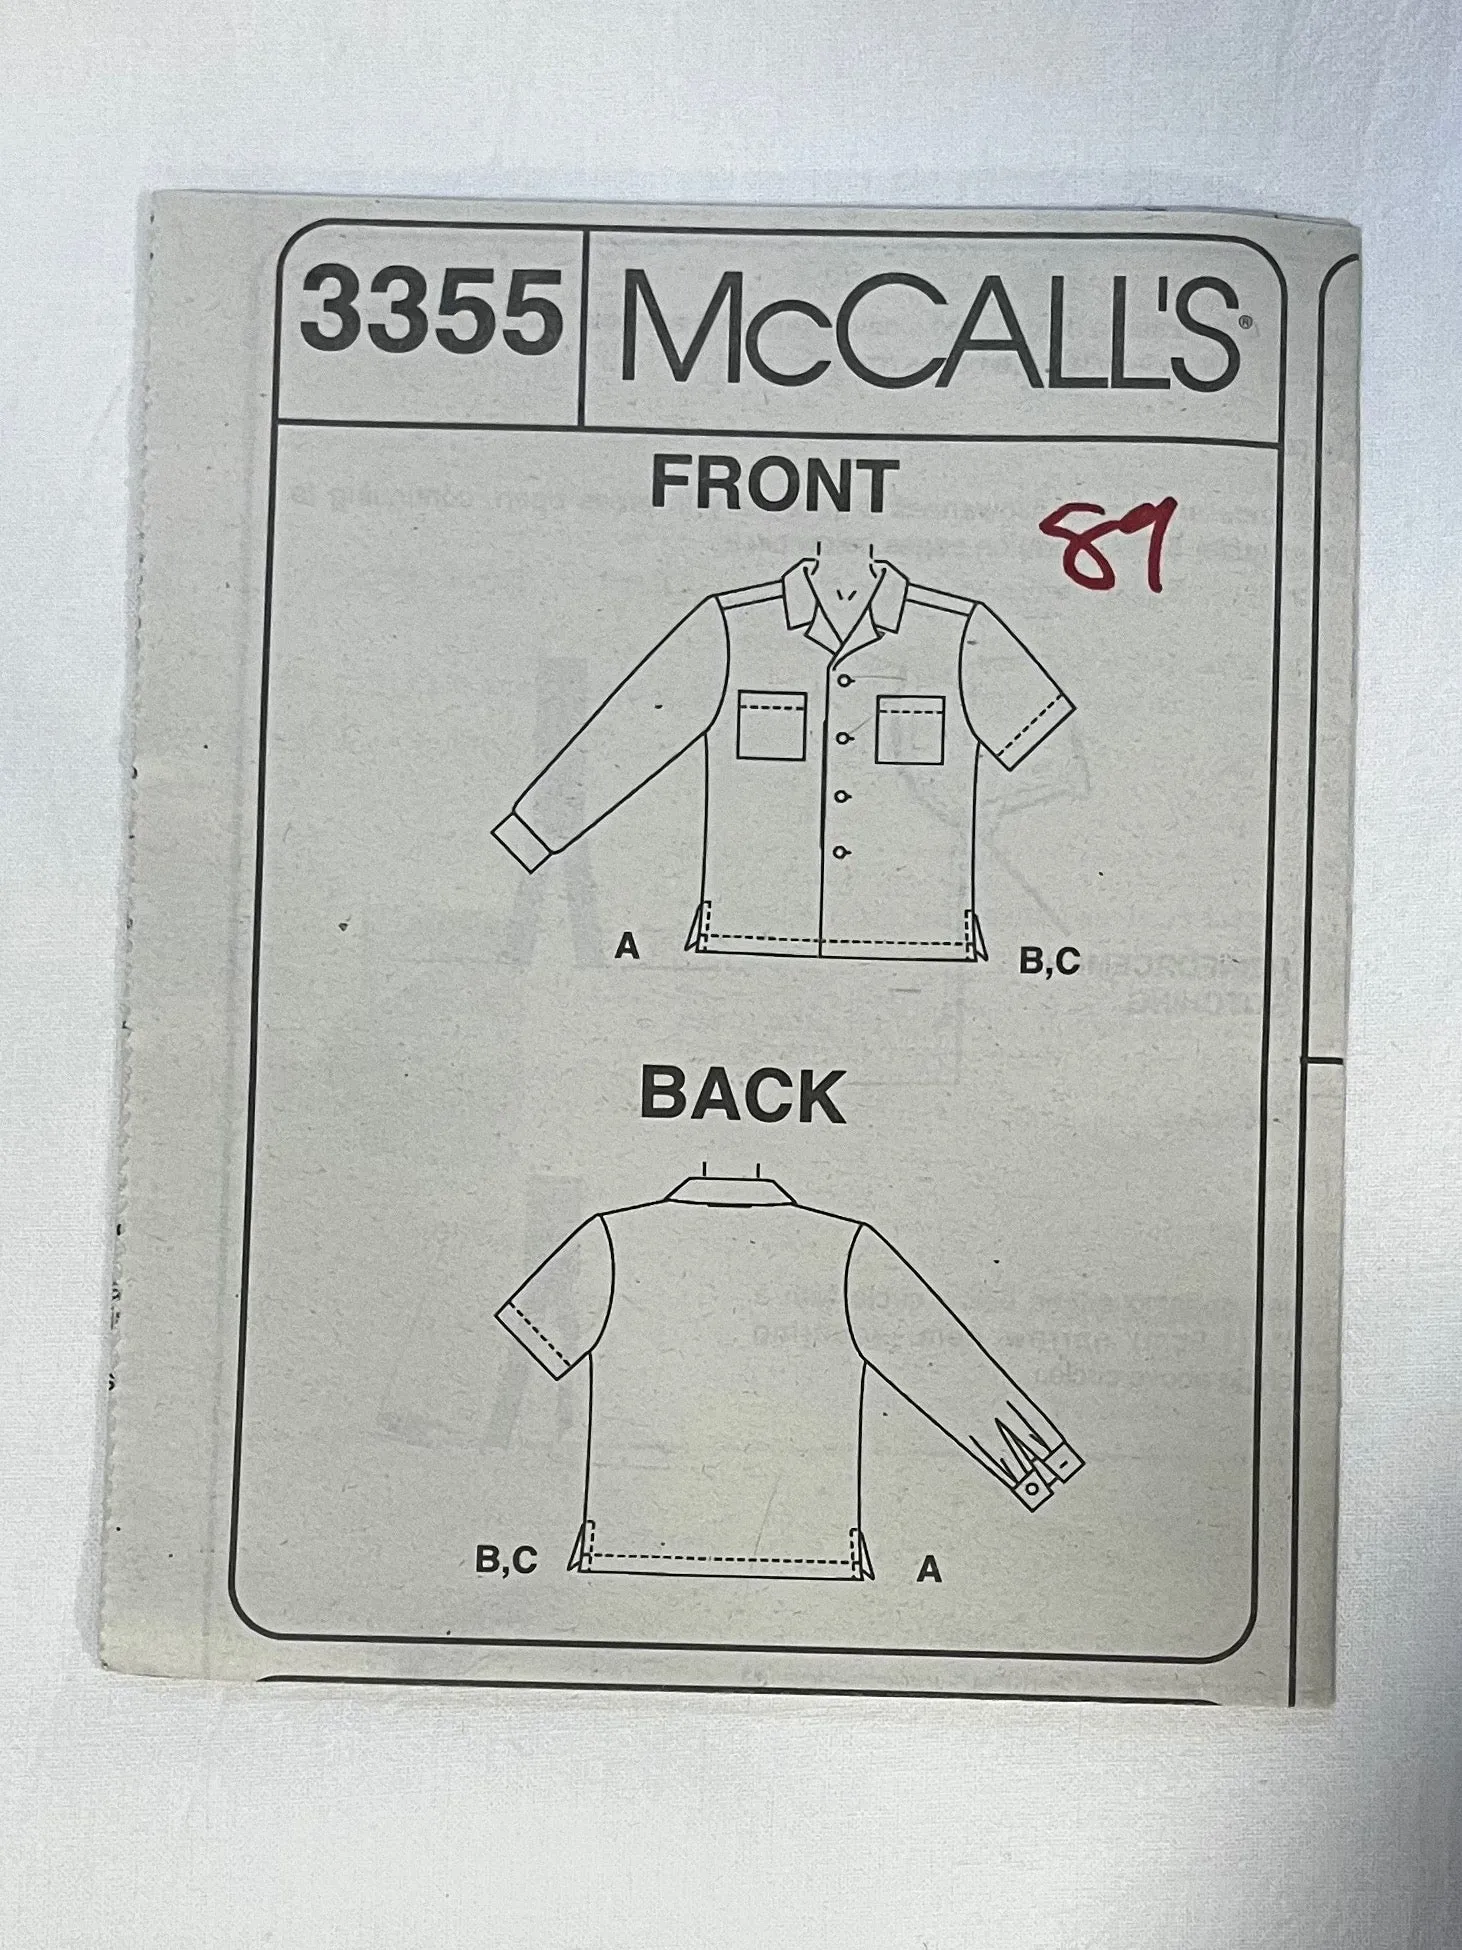 3355 McCALL'S®
FRONT
89
A B,C
BACK
B,C A